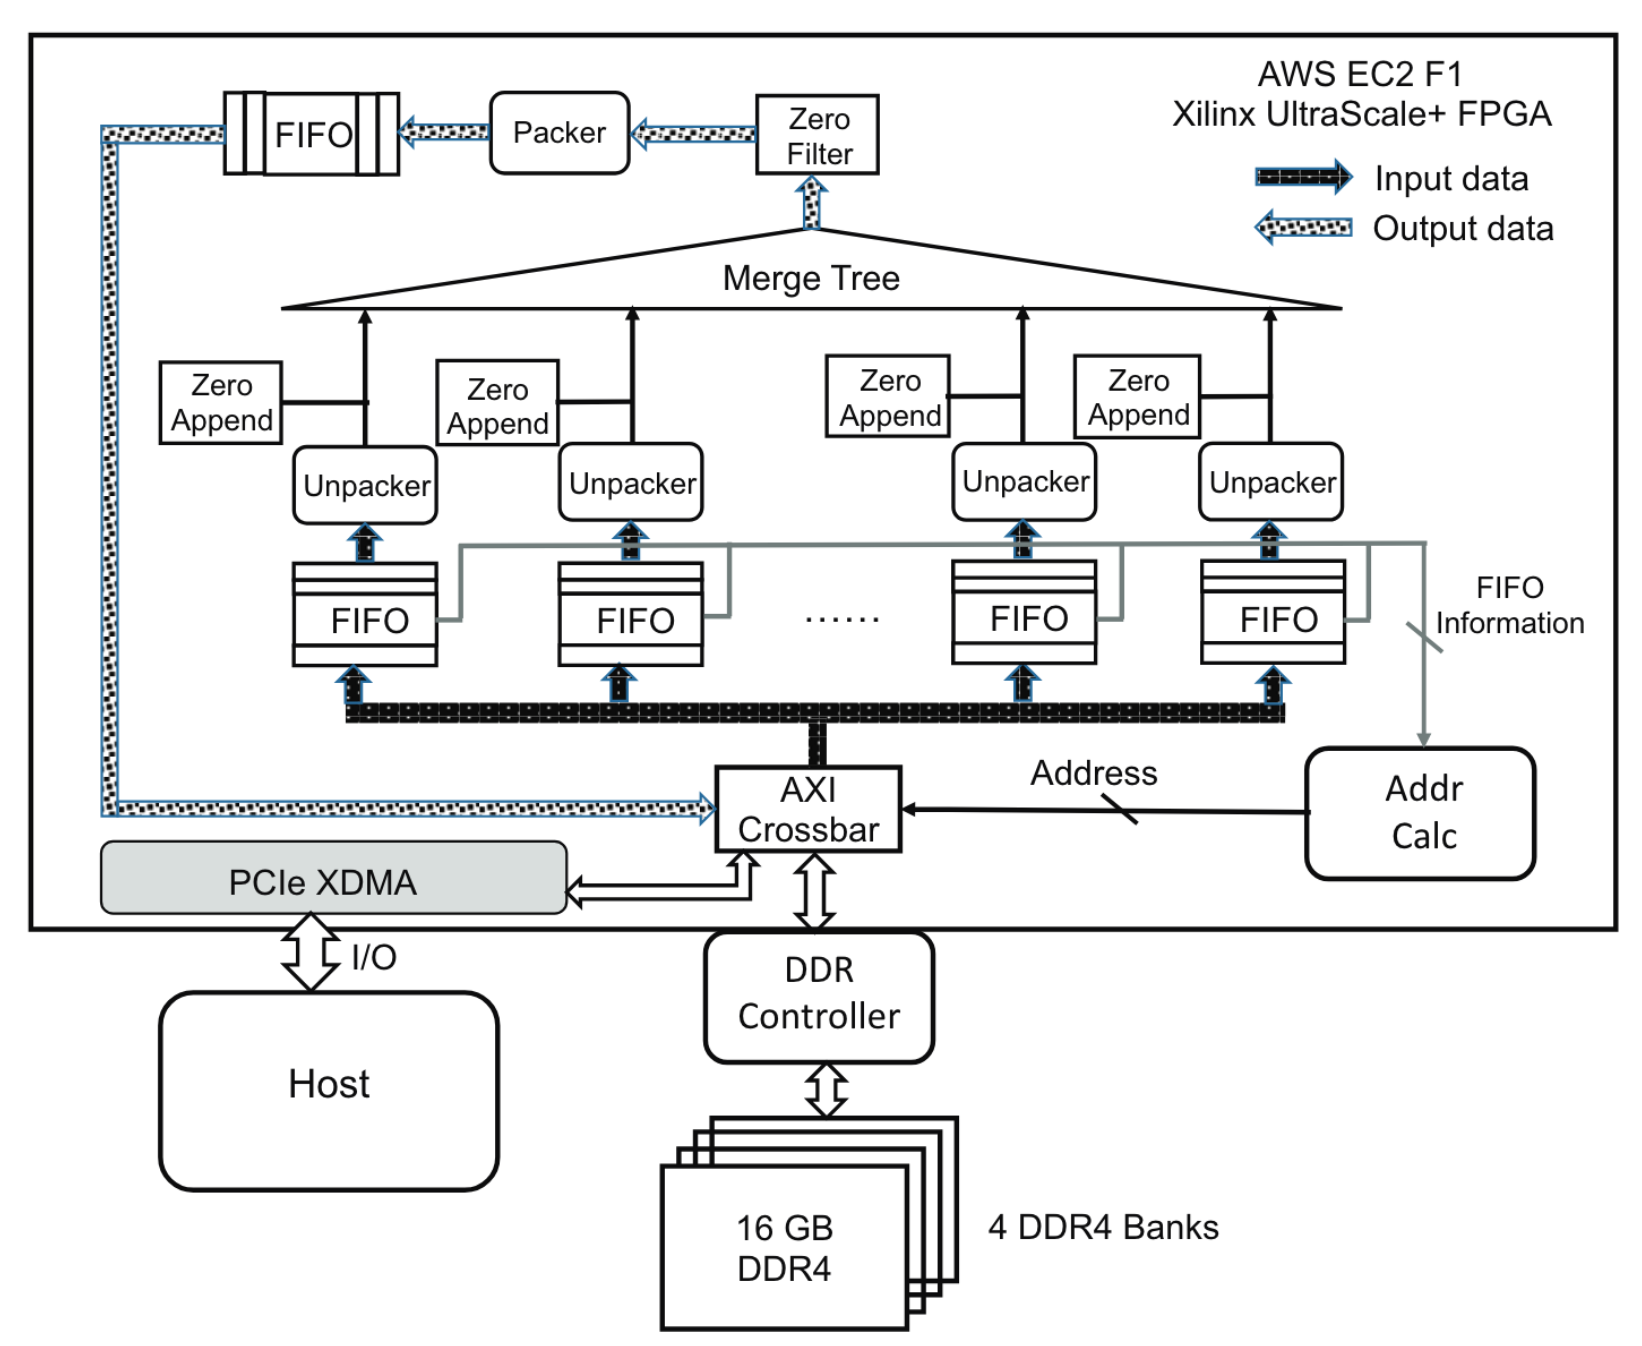 AWS EC2 F1
Xilinx UltraScale+ FPGA
Input data
Output data
FIFO
Packer
Zero
Filter
Merge Tree
Zero
Append
Zero
Append
Zero
Append
Zero
Append
Unpacker
Unpacker
Unpacker
Unpacker
FIFO
FIFO
......
FIFO
FIFO
FIFO
Information
AXI
Crossbar
Address
Addr
Calc
PCIe XDMA
I/O
Host
DDR
Controller
16 GB
DDR4
4 DDR4 Banks